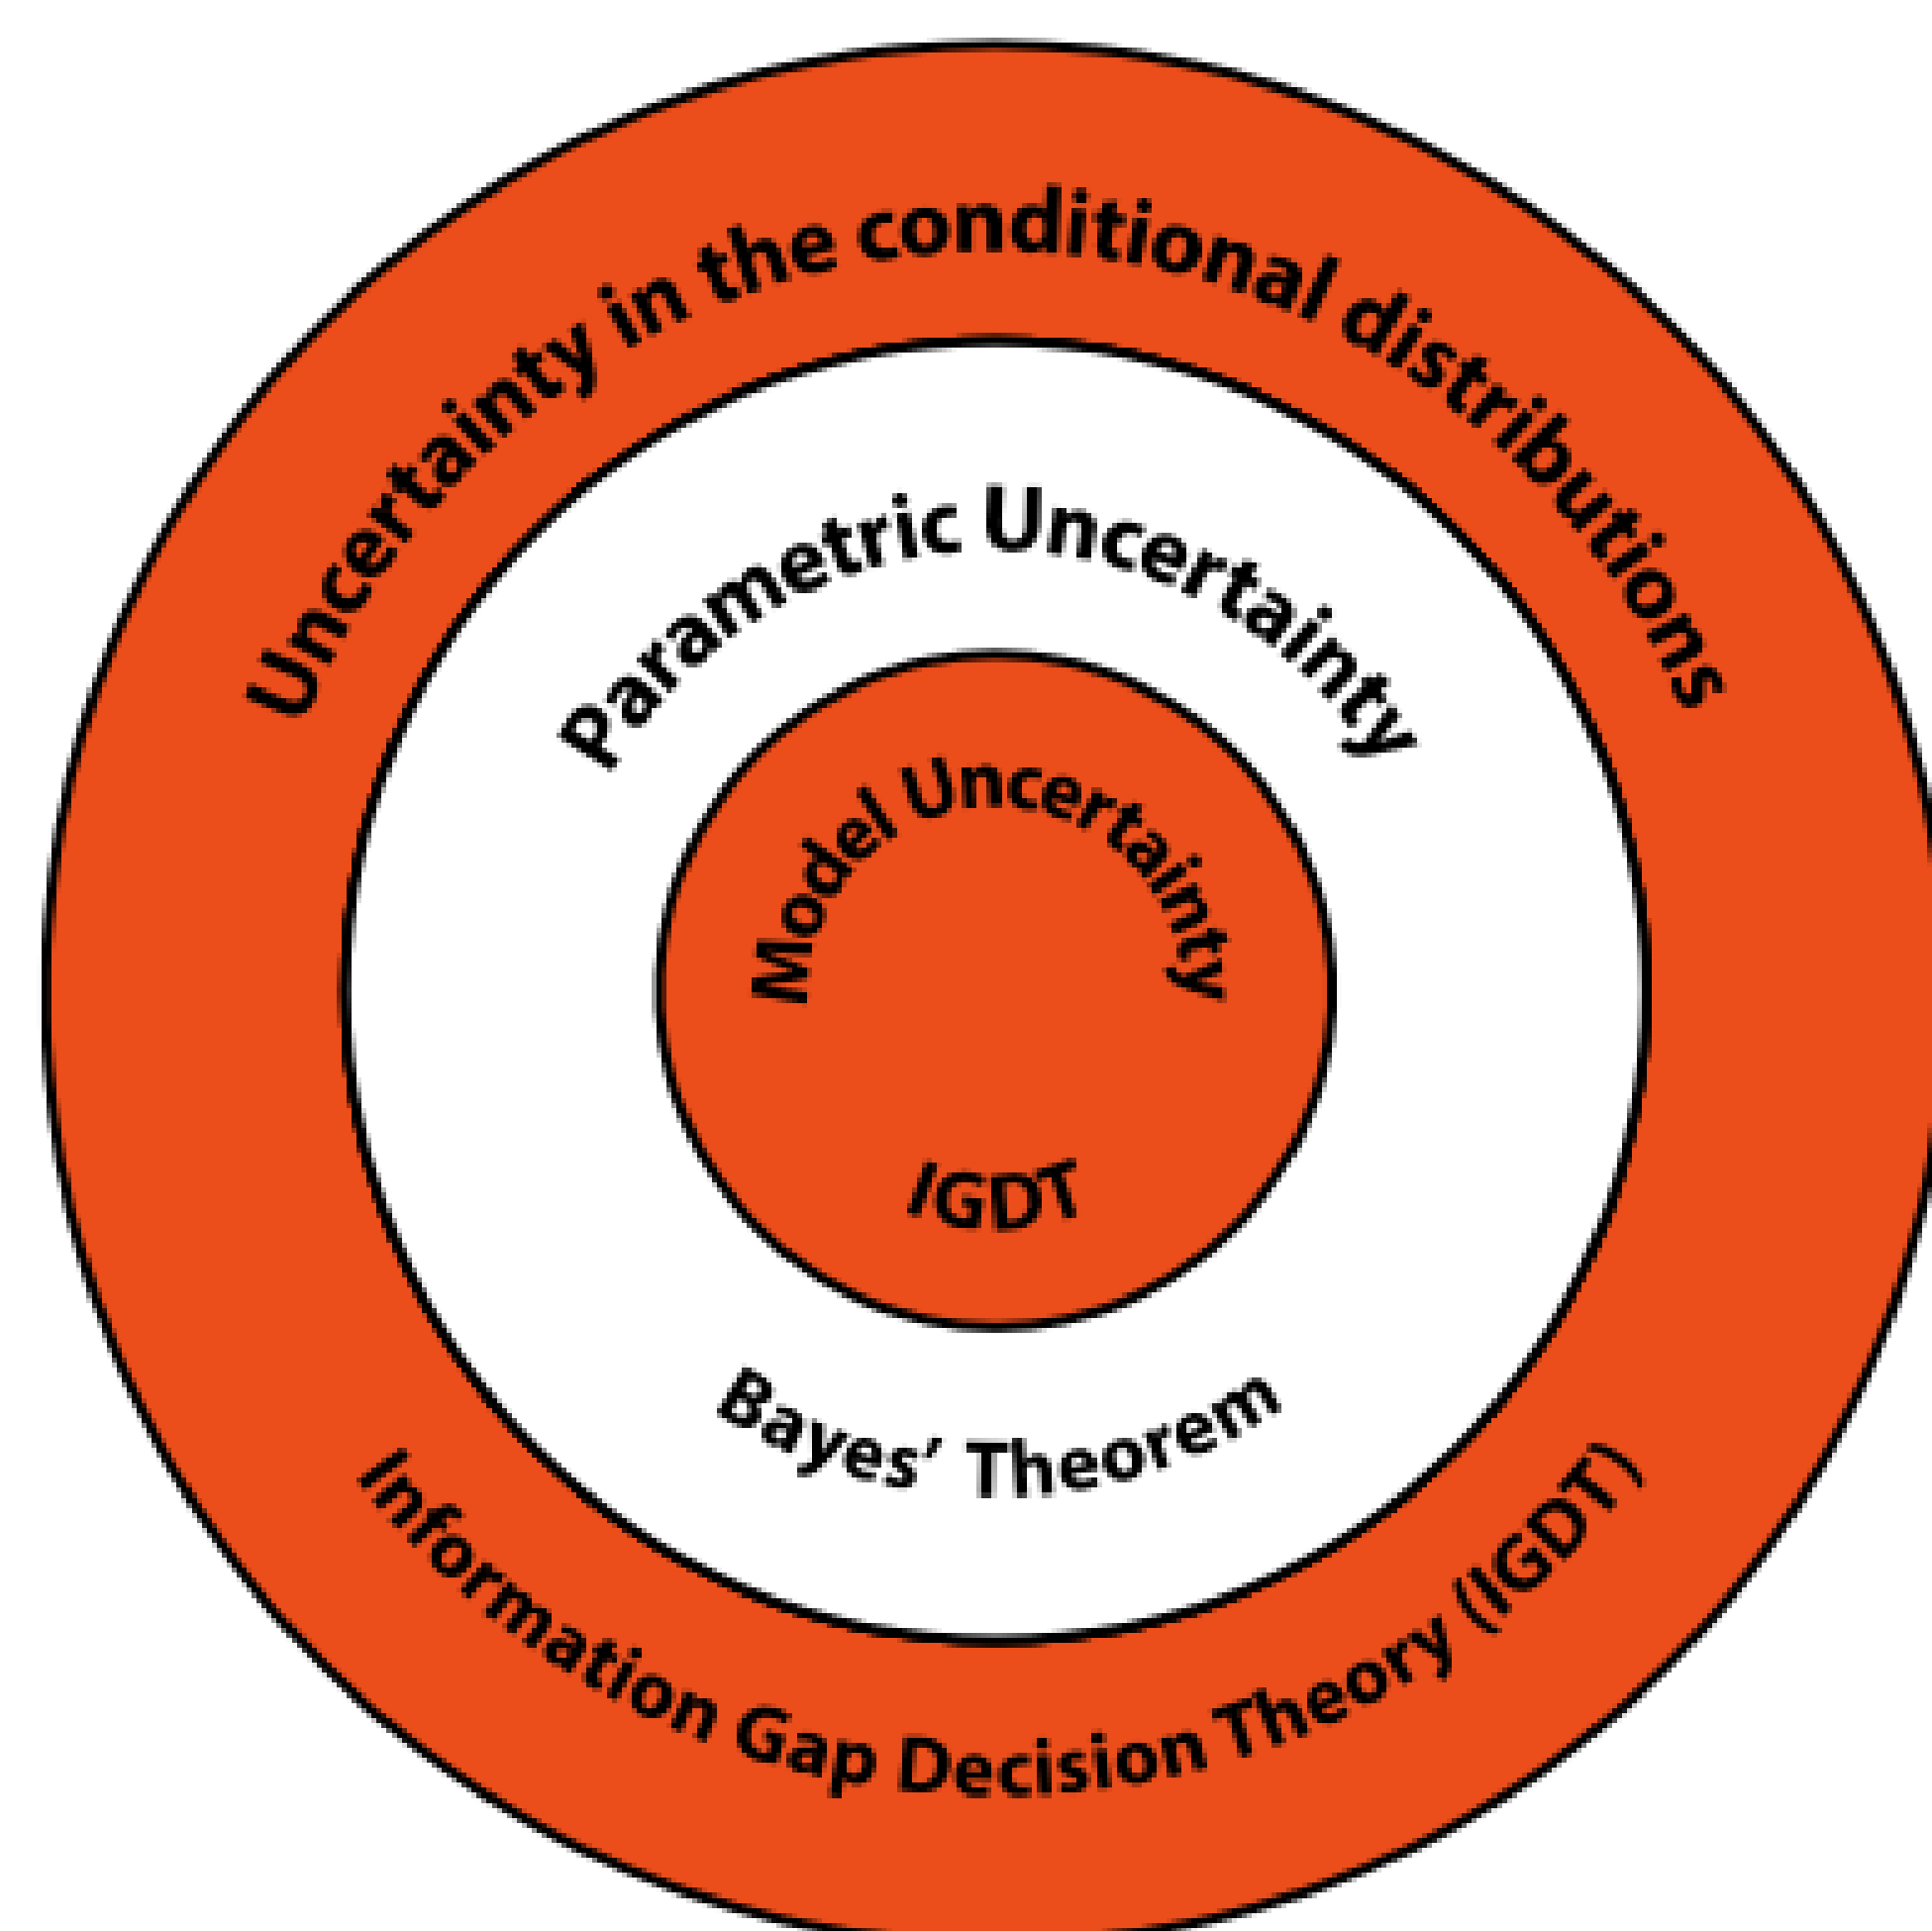 Uncertainty in the conditional distributions
Parametric Uncertainty
Model Uncertainty
IGDT
Bayes’ Theorem
Information Gap Decision Theory (IGDT)